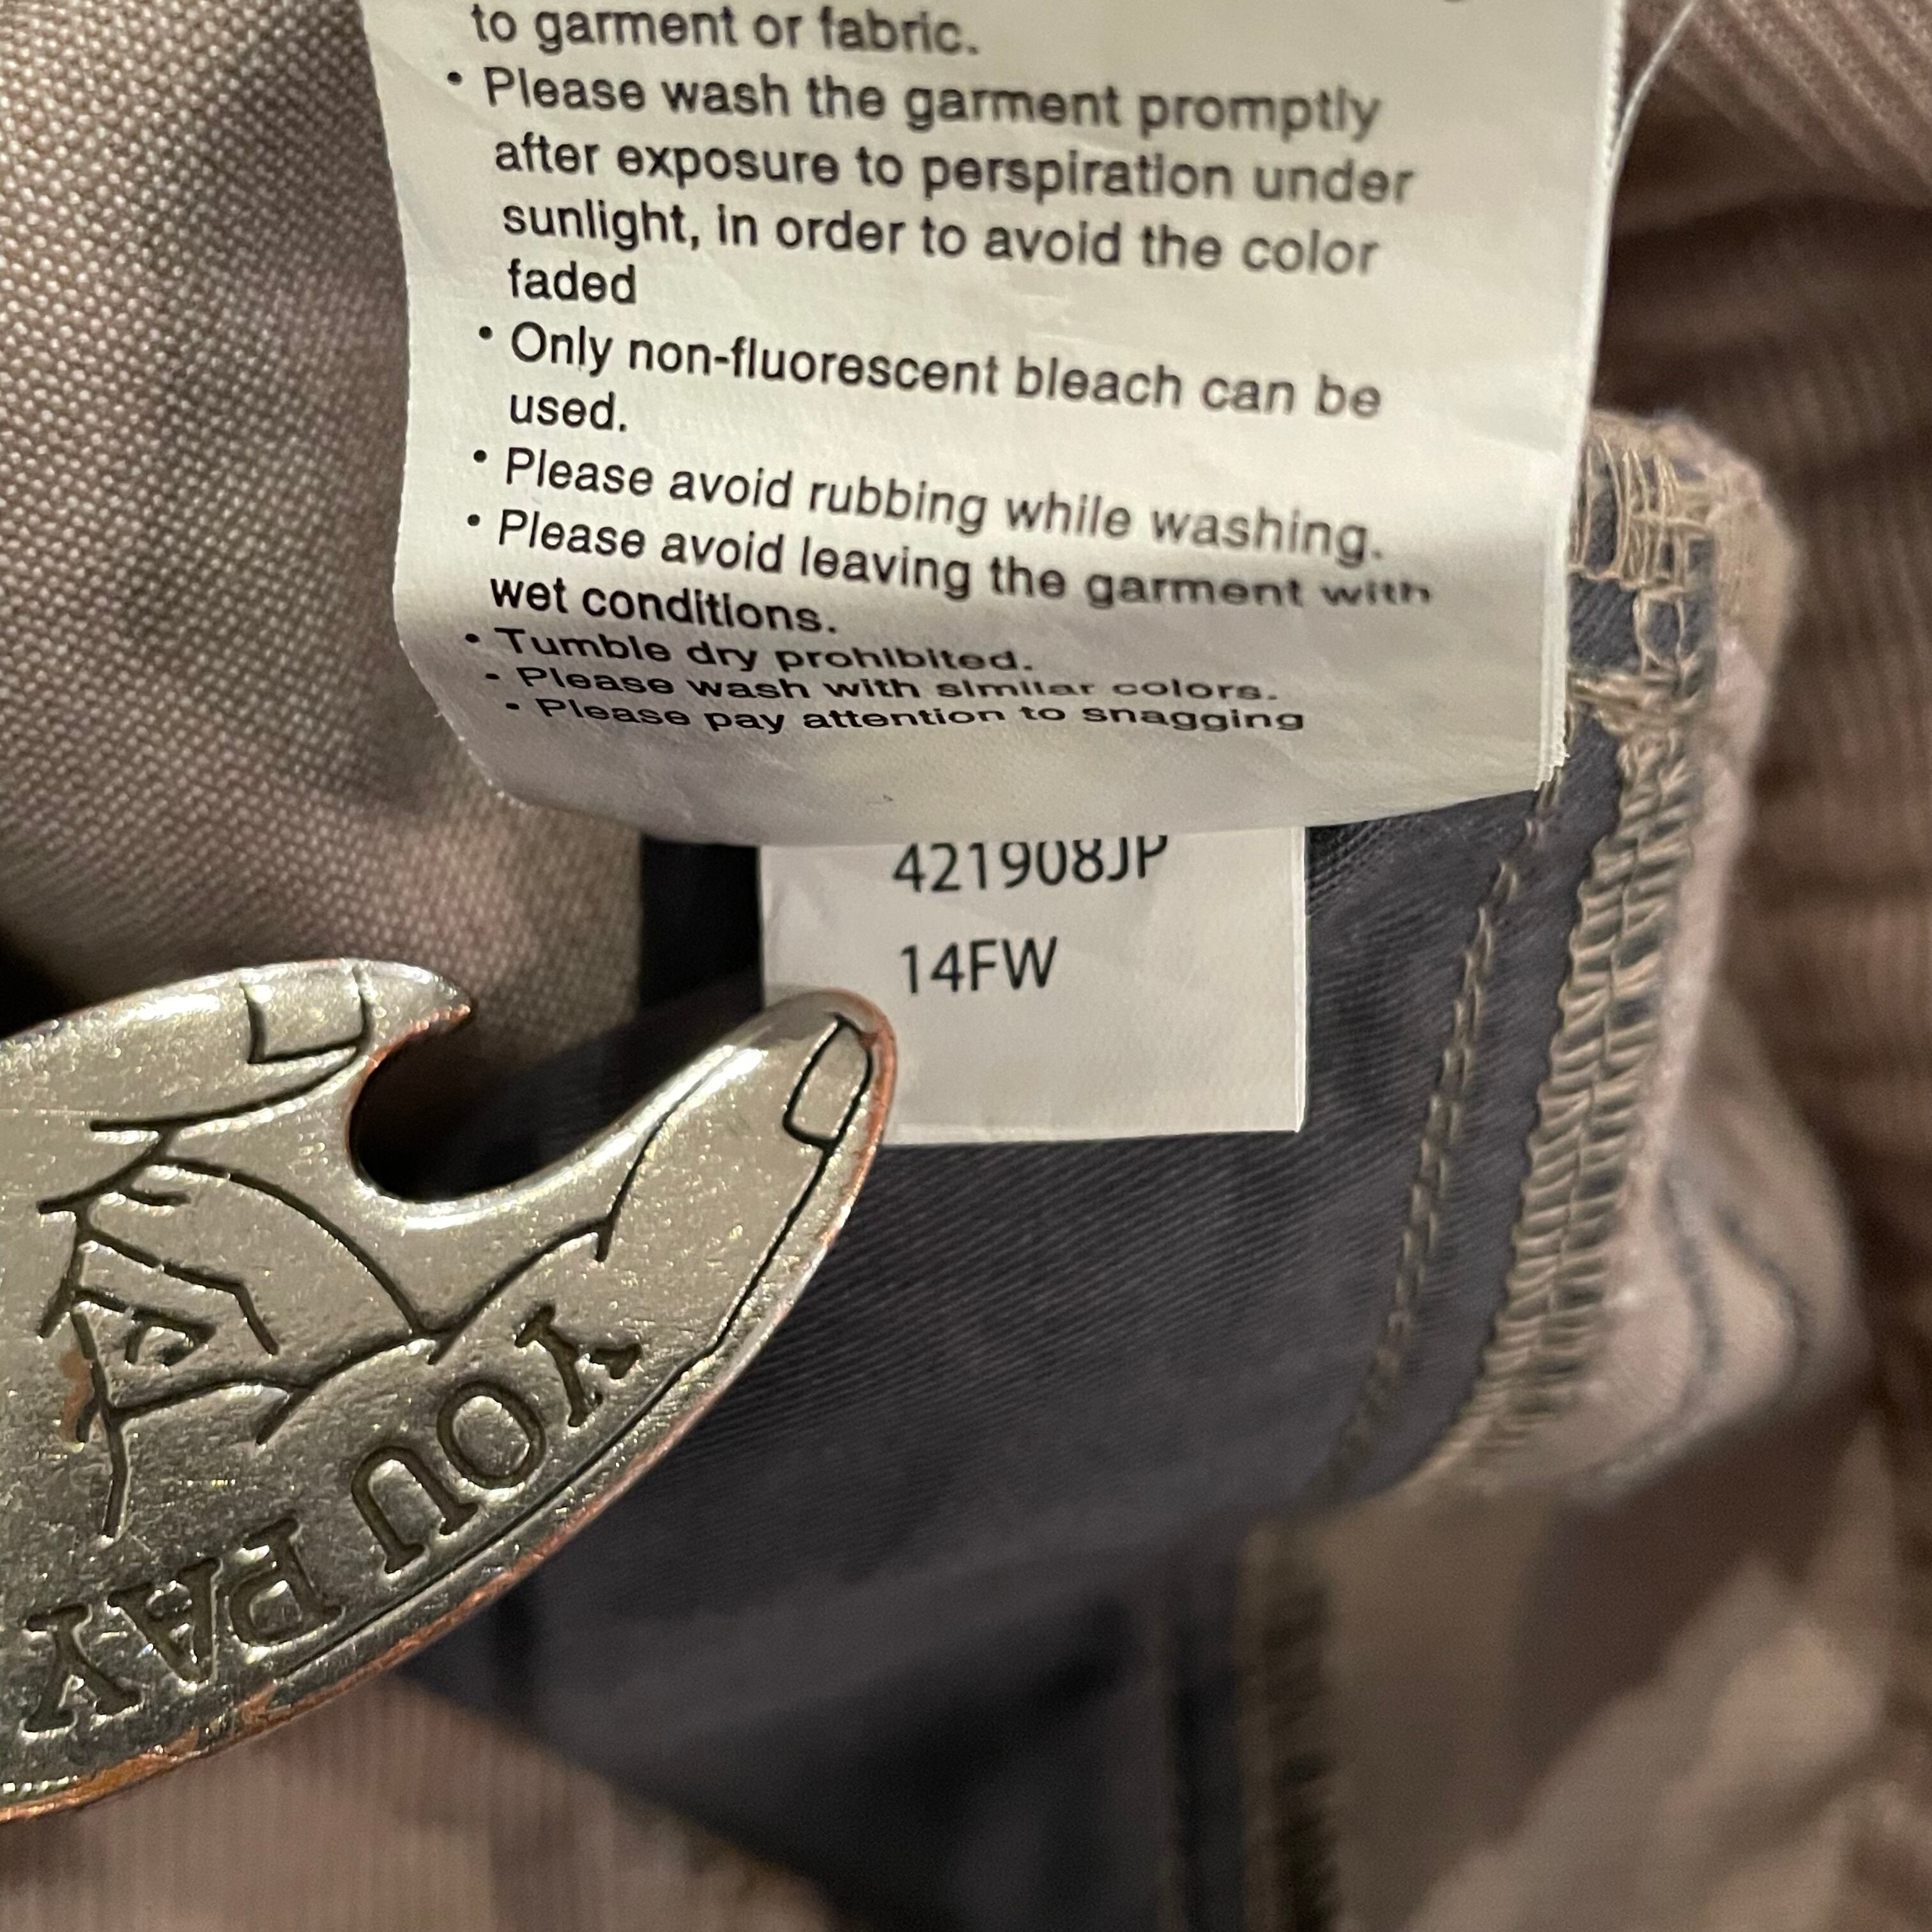 to garment or fabric.
• Please wash the garment promptly
after exposure to perspiration under
sunlight, in order to avoid the color
faded
• Only non-fluorescent bleach can be
used.
• Please avoid rubbing while washing.
• Please avoid leaving the garment with
wet conditions.
• Tumble dry prohibited.
• Please wash with similar colors.
• Please pay attention to snagging
421908JP
14FW
YOU PAY